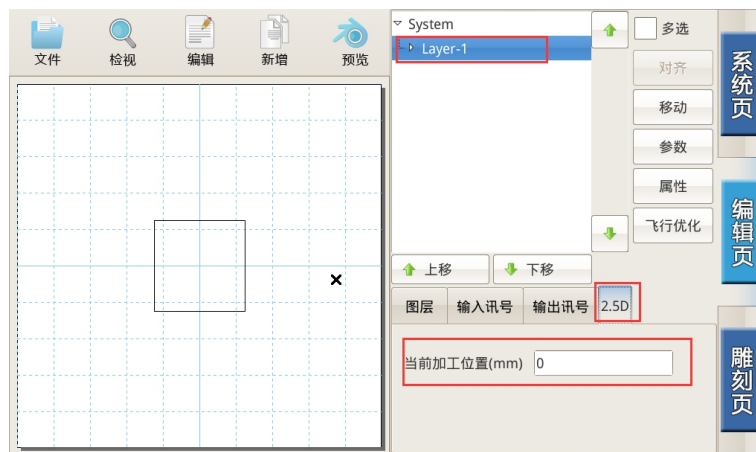 文件
检视
编辑
新增
预览
System
Layer-1
多选
对齐
移动
参数
属性
飞行优化
上移
下移
图层
输入讯号
输出讯号
2.5D
当前加工位置(mm)
0
系统页
编辑页
雕刻页